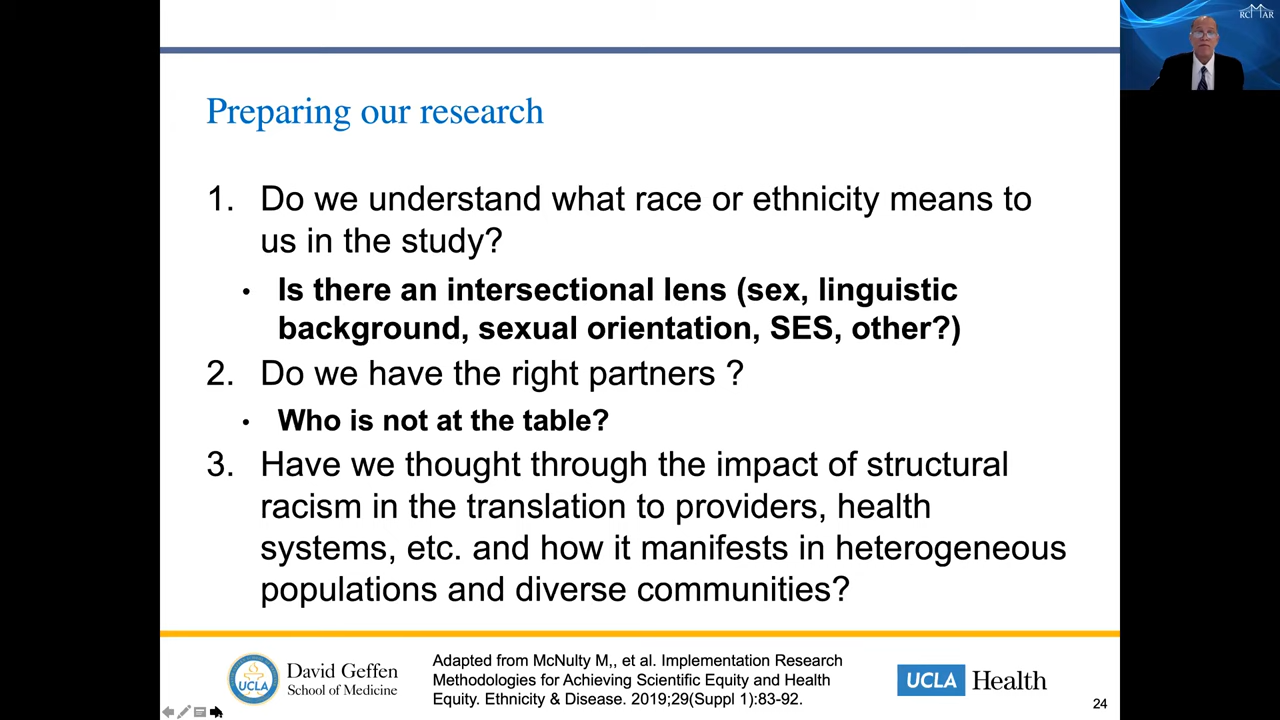 RCMAR
Preparing our research
1. Do we understand what race or ethnicity means to
us in the study?
• Is there an intersectional lens (sex, linguistic
background, sexual orientation, SES, other?)
2. Do we have the right partners ?
• Who is not at the table?
3. Have we thought through the impact of structural
racism in the translation to providers, health
systems, etc. and how it manifests in heterogeneous
populations and diverse communities?
UCLA
David Geffen
School of Medicine
Adapted from McNulty M,, et al. Implementation Research
Methodologies for Achieving Scientific Equity and Health
Equity. Ethnicity & Disease. 2019;29(Suppl 1):83-92.
UCLA Health
24